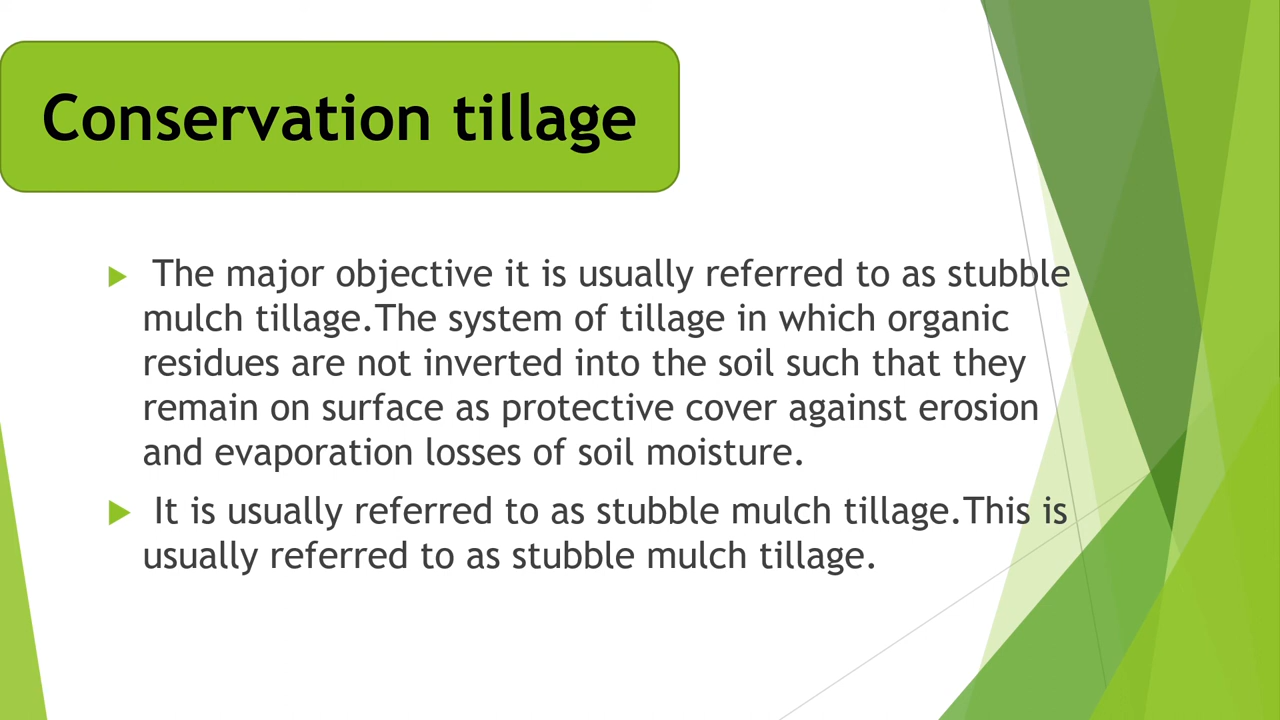 Conservation tillage
The major objective it is usually referred to as stubble
mulch tillage.The system of tillage in which organic
residues are not inverted into the soil such that they
remain on surface as protective cover against erosion
and evaporation losses of soil moisture.
It is usually referred to as stubble mulch tillage.This is
usually referred to as stubble mulch tillage.